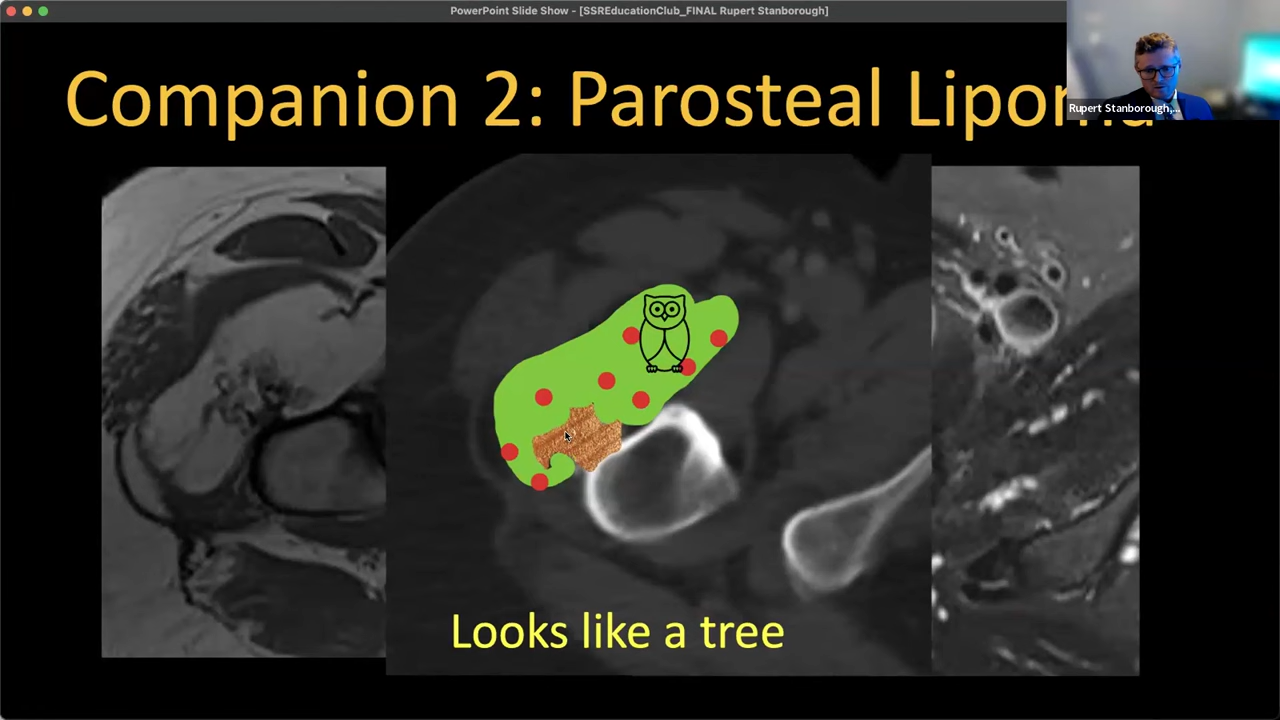 PowerPoint Slide Show - [SSREducationClub_FINAL Rupert Stanborough]
Companion 2: Parosteal Lipoma
Rupert Stanborough,...
Looks like a tree